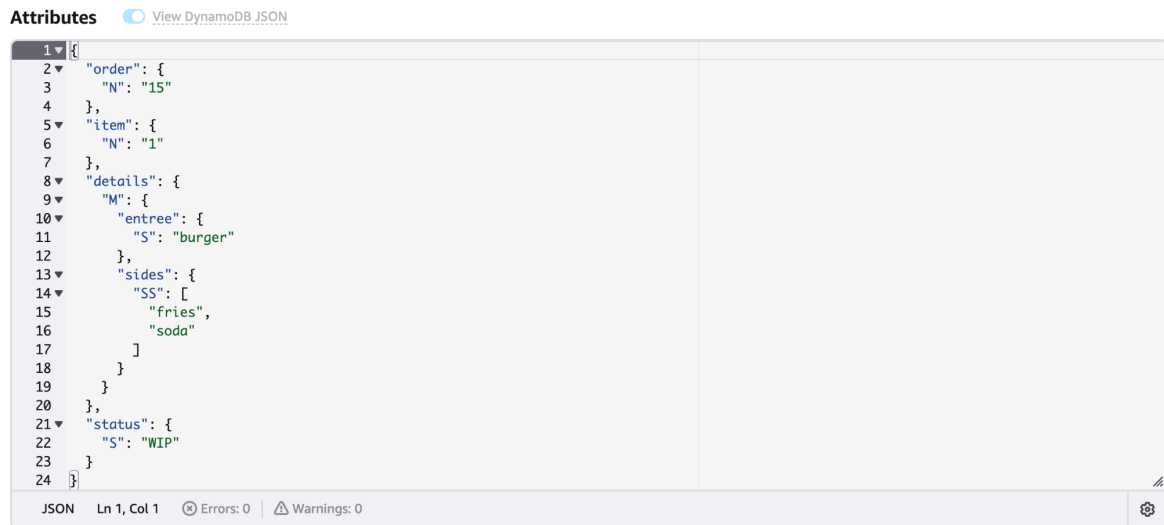 Attributes View DynamoDB JSON
1 {
2 "order": {
3 "N": "15"
4 },
5 "item": {
6 "N": "1"
7 },
8 "details": {
9 "M": {
10 "entree": {
11 "S": "burger"
12 },
13 "sides": {
14 "SS": [
15 "fries",
16 "soda"
17 ]
18 }
19 }
20 },
21 "status": {
22 "S": "WIP"
23 }
24 }
JSON Ln 1, Col 1 Errors: 0 Warnings: 0